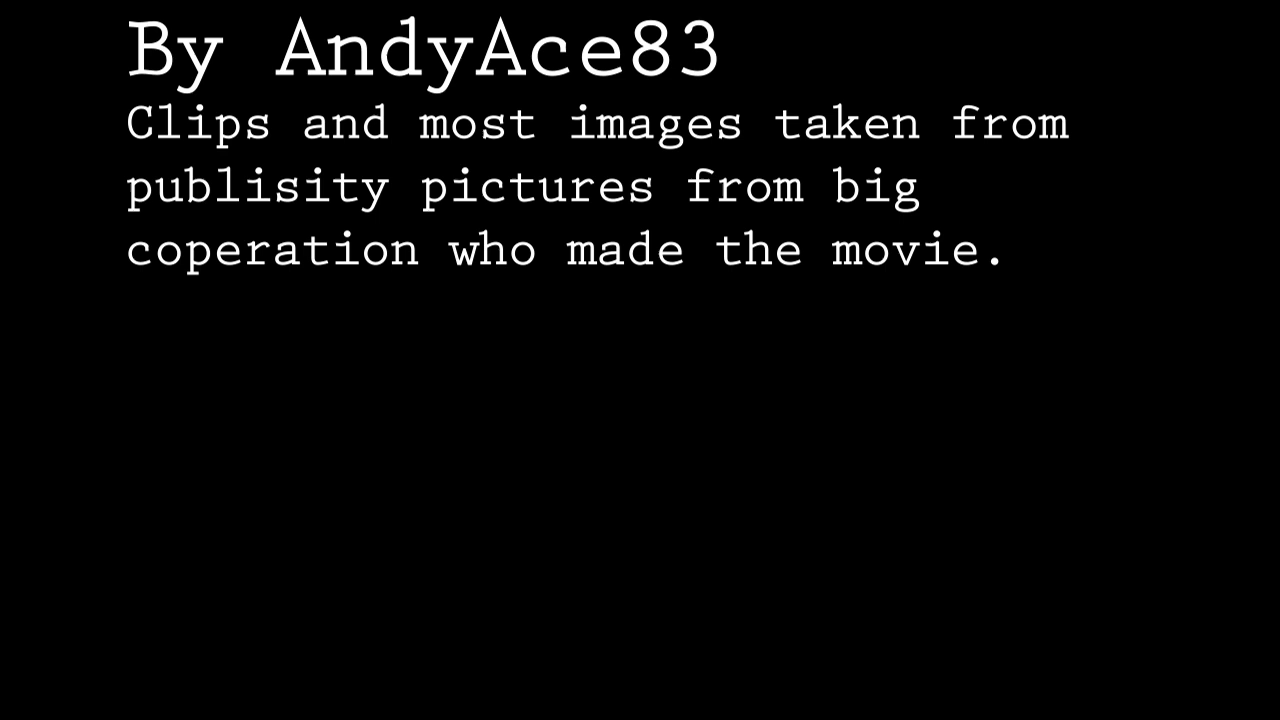 By AndyAce83
Clips and most images taken from
publisity pictures from big
coperation who made the movie.